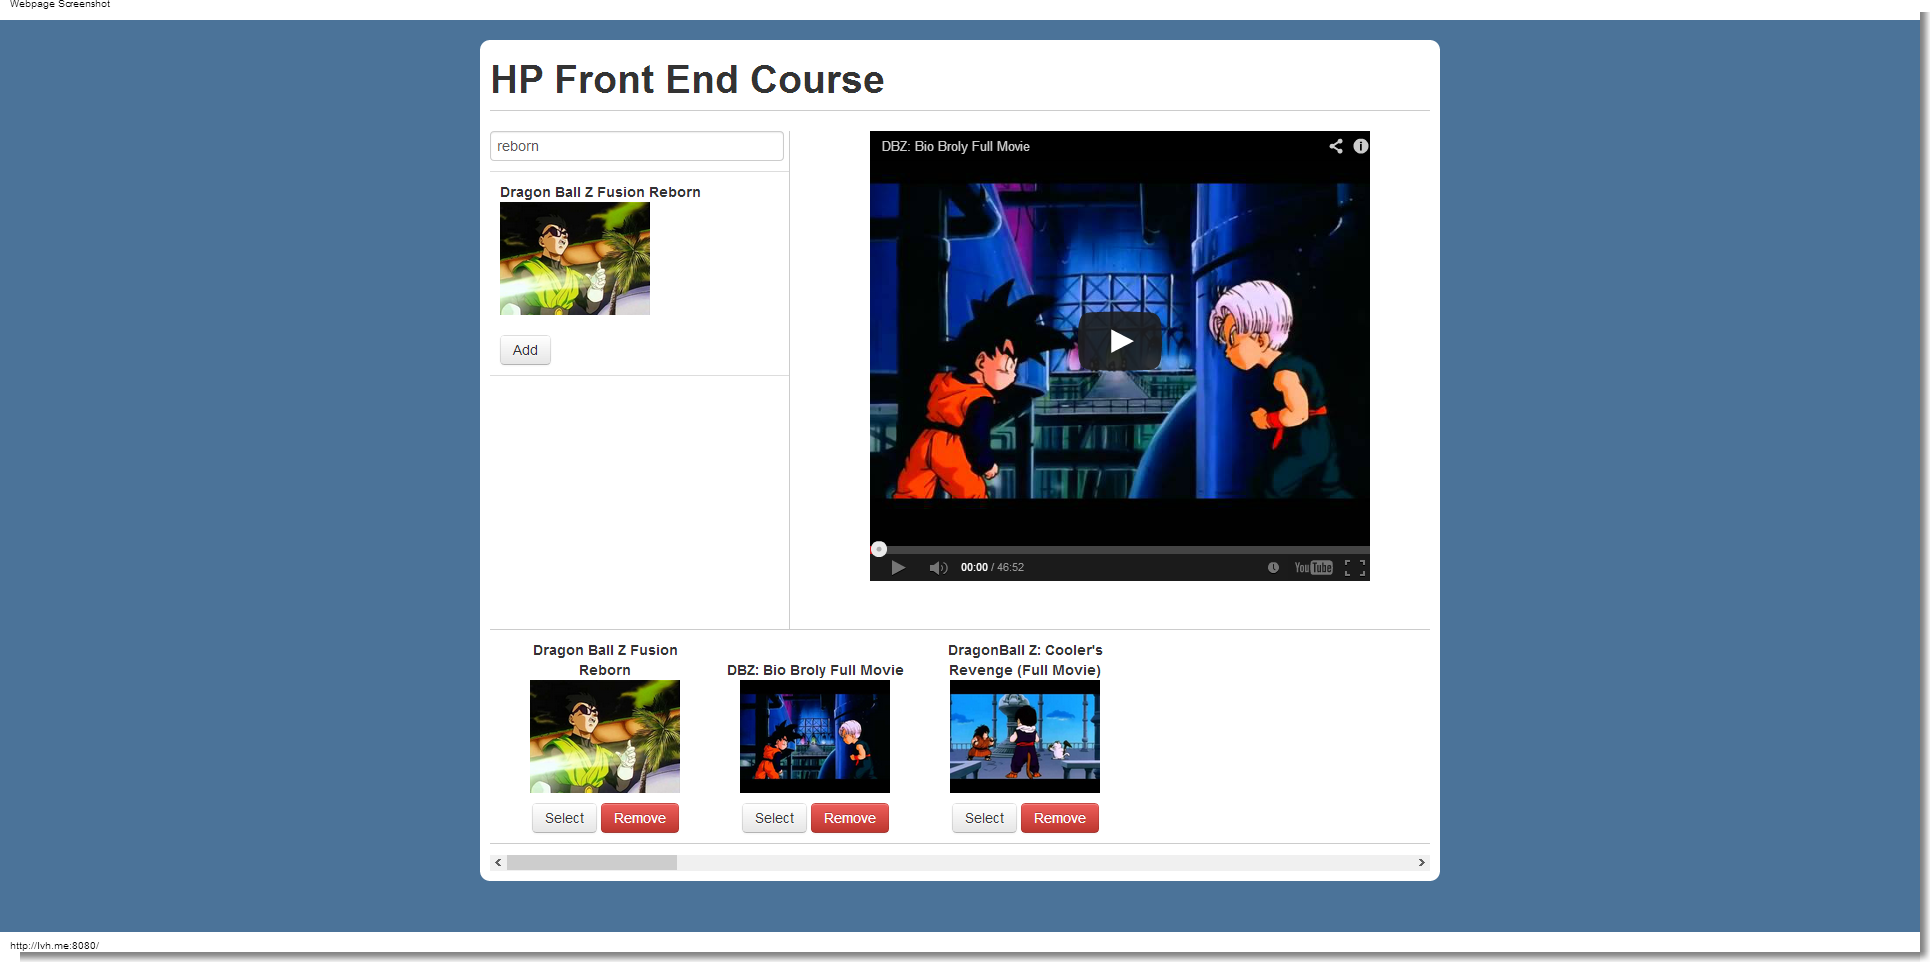 Webpage Screenshot
HP Front End Course
reborn
Dragon Ball Z Fusion Reborn
Add
DBZ: Bio Broly Full Movie
00:00 / 46:52
YouTube
Dragon Ball Z Fusion
Reborn
Select Remove
DBZ: Bio Broly Full Movie
Select Remove
DragonBall Z: Cooler's
Revenge (Full Movie)
Select Remove
http://lvh.me:8080/